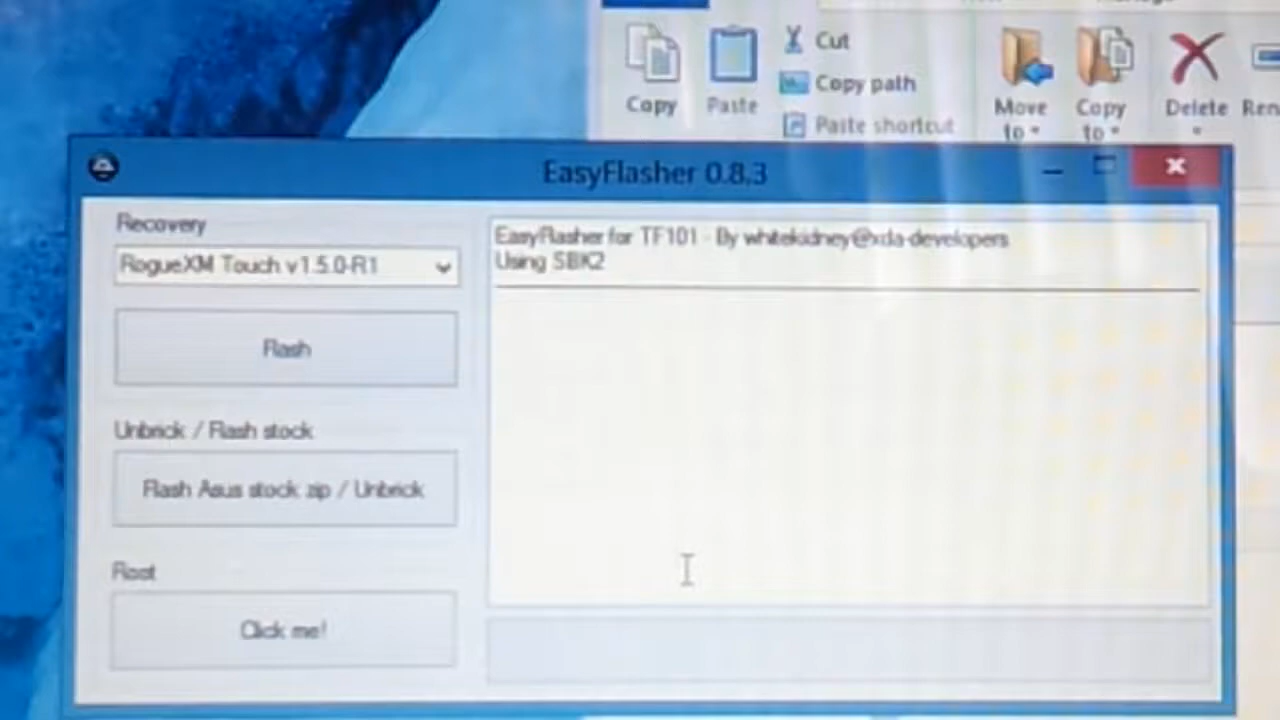 Cut
Copy path
Copy
Paste
Paste shortcut
Move
to
Copy
to
Delete
EasyFlasher 0.8.3
Recovery
RogueXM Touch v1.5.0-R1
Flash
Unbrick / Flash stock
Flash Asus stock zip / Unbrick
Root
Click me!
EasyFlasher for TF101 - By whitekidney@xda-developers
Using SBK2